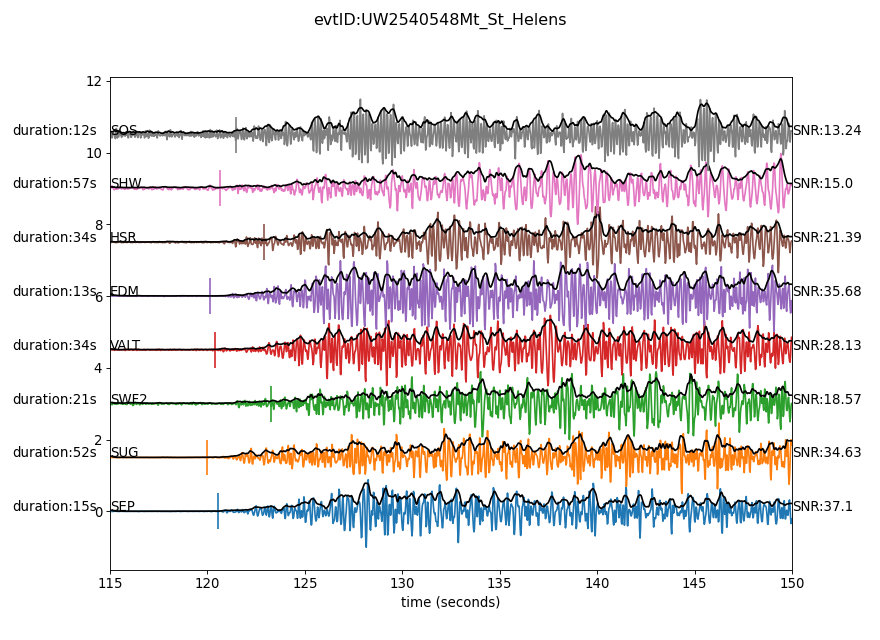 evtID:UW2540548Mt_St_Helens
12
duration:12s SOS SNR:13.24
10
duration:57s SHW SNR:15.0
8
duration:34s HSR SNR:21.39
duration:13s EDM SNR:35.68
6
duration:34s VALT SNR:28.13
4
duration:21s SWF2 SNR:18.57
2
duration:52s SUG SNR:34.63
duration:15s SEP SNR:37.1
0
115 120 125 130 135 140 145 150
time (seconds)